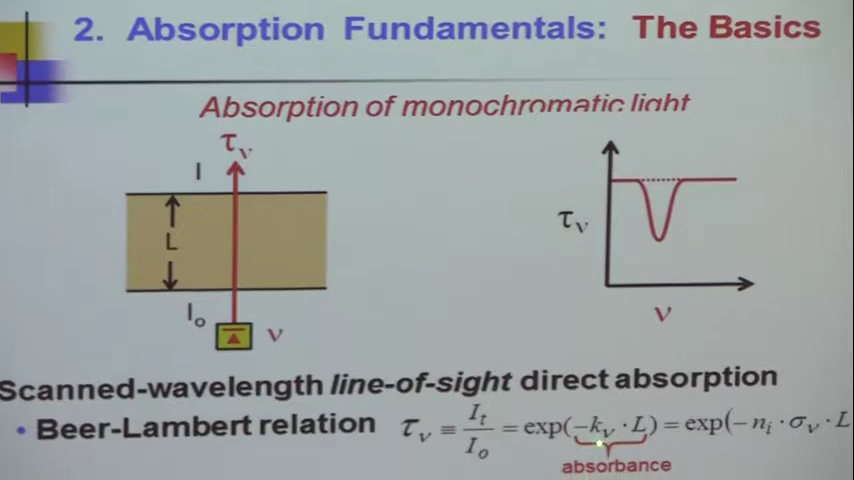 2. Absorption Fundamentals: The Basics
Absorption of monochromatic light
τν
I
L
Io
ν
τν
ν
Scanned-wavelength line-of-sight direct absorption
• Beer-Lambert relation τν ≡ It / Io = exp(−kν · L) = exp(−ni · σν · L
absorbance